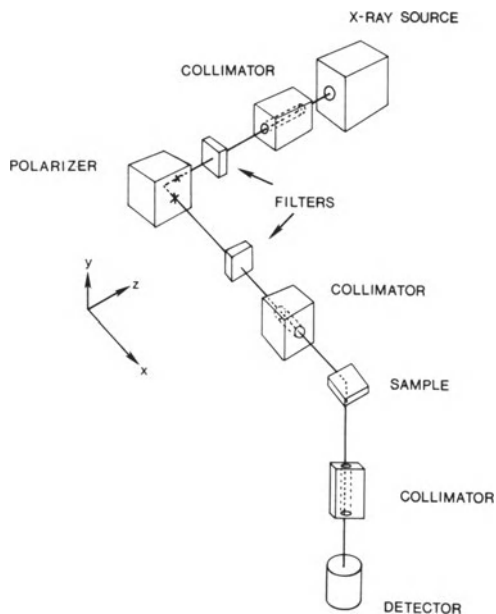 X-RAY SOURCE
COLLIMATOR
POLARIZER
FILTERS
y
z
x
COLLIMATOR
SAMPLE
COLLIMATOR
DETECTOR